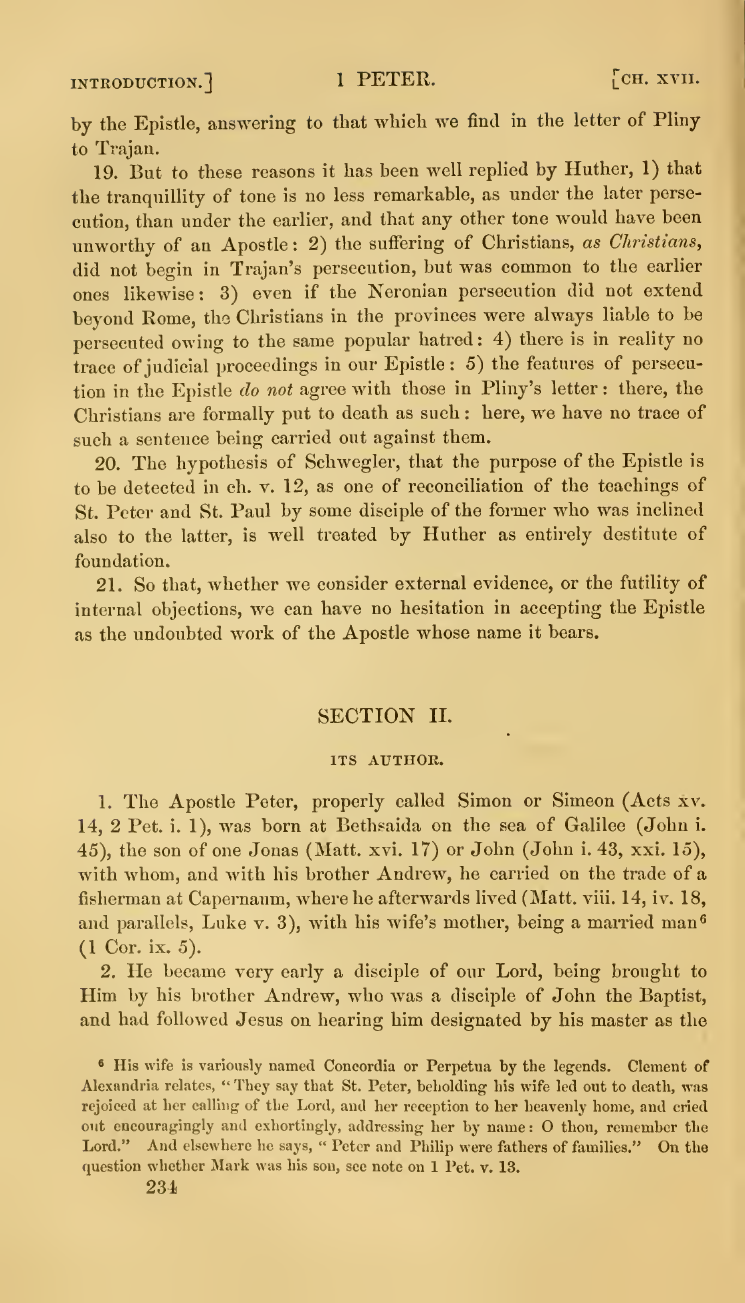 INTRODUCTION.] 1 PETER. [CH. XVII.
by the Epistle, answering to that which we find in the letter of Pliny
to Trajan.
19. But to these reasons it has been well replied by Huther, 1) that
the tranquillity of tone is no less remarkable, as under the later perse-
cution, than under the earlier, and that any other tone would have been
unworthy of an Apostle: 2) the suffering of Christians, as Christians,
did not begin in Trajan's persecution, but was common to the earlier
ones likewise: 3) even if the Neronian persecution did not extend
beyond Rome, the Christians in the provinces were always liable to be
persecuted owing to the same popular hatred: 4) there is in reality no
trace of judicial proceedings in our Epistle: 5) the features of persecu-
tion in the Epistle do not agree with those in Pliny's letter: there, the
Christians are formally put to death as such: here, we have no trace of
such a sentence being carried out against them.
20. The hypothesis of Schwegler, that the purpose of the Epistle is
to be detected in ch. v. 12, as one of reconciliation of the teachings of
St. Peter and St. Paul by some disciple of the former who was inclined
also to the latter, is well treated by Huther as entirely destitute of
foundation.
21. So that, whether we consider external evidence, or the futility of
internal objections, we can have no hesitation in accepting the Epistle
as the undoubted work of the Apostle whose name it bears.
SECTION II.
ITS AUTHOR.
1. The Apostle Peter, properly called Simon or Simeon (Acts xv.
14, 2 Pet. i. 1), was born at Bethsaida on the sea of Galilee (John i.
45), the son of one Jonas (Matt. xvi. 17) or John (John i. 43, xxi. 15),
with whom, and with his brother Andrew, he carried on the trade of a
fisherman at Capernaum, where he afterwards lived (Matt. viii. 14, iv. 18,
and parallels, Luke v. 3), with his wife's mother, being a married man⁶
(1 Cor. ix. 5).
2. He became very early a disciple of our Lord, being brought to
Him by his brother Andrew, who was a disciple of John the Baptist,
and had followed Jesus on hearing him designated by his master as the
⁶ His wife is variously named Concordia or Perpetua by the legends. Clement of
Alexandria relates, "They say that St. Peter, beholding his wife led out to death, was
rejoiced at her calling of the Lord, and her reception to her heavenly home, and cried
out encouragingly and exhortingly, addressing her by name: O thou, remember the
Lord." And elsewhere he says, "Peter and Philip were fathers of families." On the
question whether Mark was his son, see note on 1 Pet. v. 13.
234